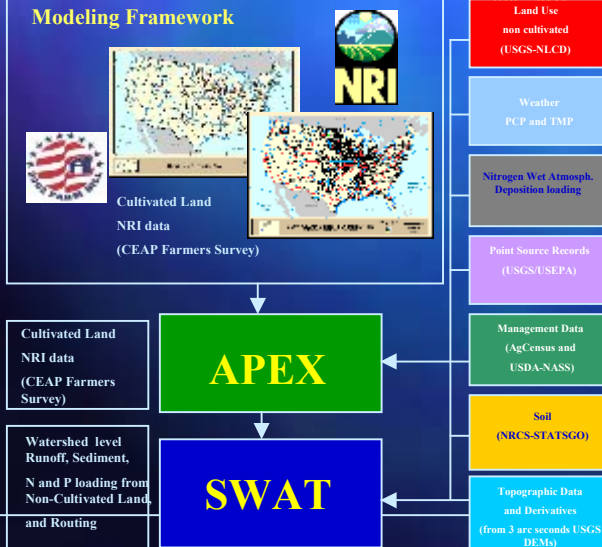 Modeling Framework
NRI
Cultivated Land
NRI data
(CEAP Farmers Survey)
Cultivated Land
NRI data
(CEAP Farmers
Survey)
APEX
Watershed level
Runoff, Sediment,
N and P loading from
Non-Cultivated Land,
and Routing
SWAT
Land Use
non cultivated
(USGS-NLCD)
Weather
PCP and TMP
Nitrogen Wet Atmosph.
Deposition loading
Point Source Records
(USGS/USEPA)
Management Data
(AgCensus and
USDA-NASS)
Soil
(NRCS-STATSGO)
Topographic Data
and Derivatives
(from 3 arc seconds USGS
DEMs)